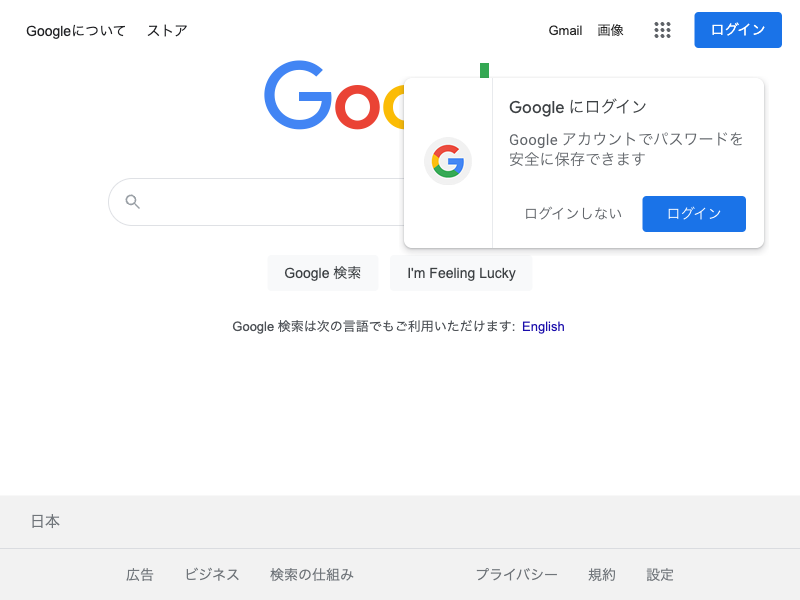 Googleについて ストア
Gmail 画像 ログイン
Goo
Google にログイン
Google アカウントでパスワードを
安全に保存できます
ログインしない ログイン
Google 検索 I'm Feeling Lucky
Google 検索は次の言語でもご利用いただけます: English
日本
広告 ビジネス 検索の仕組み プライバシー 規約 設定